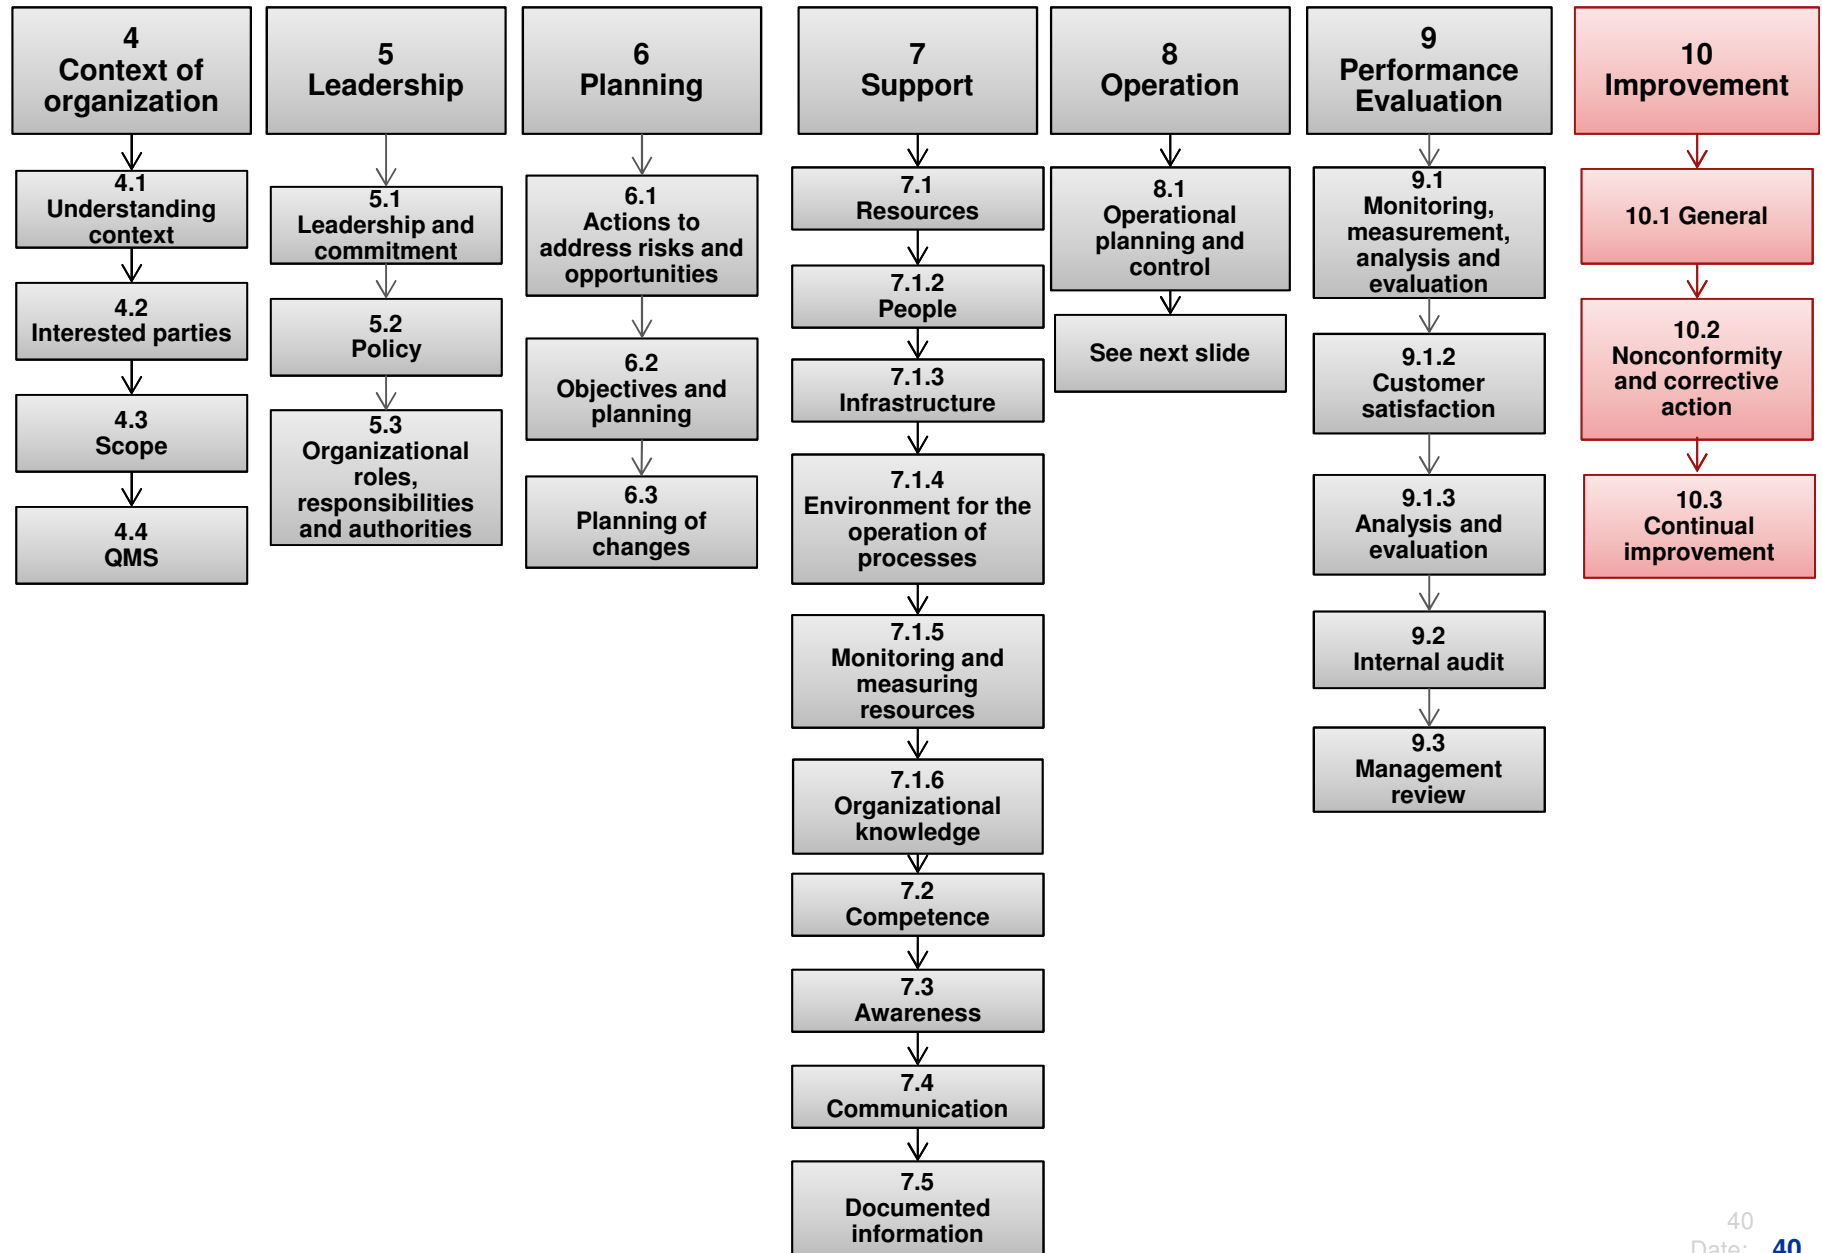 4
Context of
organization
4.1
Understanding
context
4.2
Interested parties
4.3
Scope
4.4
QMS
5
Leadership
5.1
Leadership and
commitment
5.2
Policy
5.3
Organizational
roles,
responsibilities
and authorities
6
Planning
6.1
Actions to
address risks and
opportunities
6.2
Objectives and
planning
6.3
Planning of
changes
7
Support
7.1
Resources
7.1.2
People
7.1.3
Infrastructure
7.1.4
Environment for the
operation of
processes
7.1.5
Monitoring and
measuring
resources
7.1.6
Organizational
knowledge
7.2
Competence
7.3
Awareness
7.4
Communication
7.5
Documented
information
8
Operation
8.1
Operational
planning and
control
See next slide
9
Performance
Evaluation
9.1
Monitoring,
measurement,
analysis and
evaluation
9.1.2
Customer
satisfaction
9.1.3
Analysis and
evaluation
9.2
Internal audit
9.3
Management
review
10
Improvement
10.1 General
10.2
Nonconformity
and corrective
action
10.3
Continual
improvement
40
Date: 40